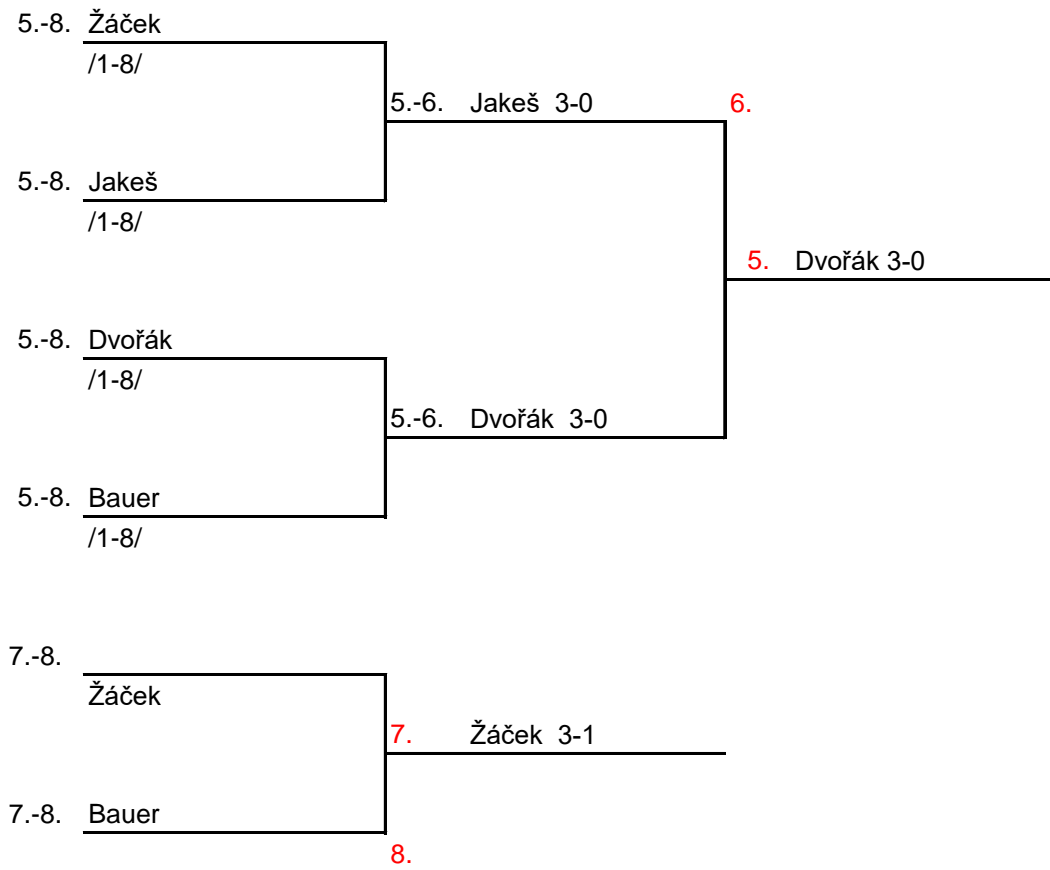 5.-8. Žáček
/1-8/
5.-6. Jakeš 3-0 6.
5.-8. Jakeš
/1-8/
5. Dvořák 3-0
5.-8. Dvořák
/1-8/
5.-6. Dvořák 3-0
5.-8. Bauer
/1-8/
7.-8.
Žáček
7. Žáček 3-1
7.-8. Bauer
8.